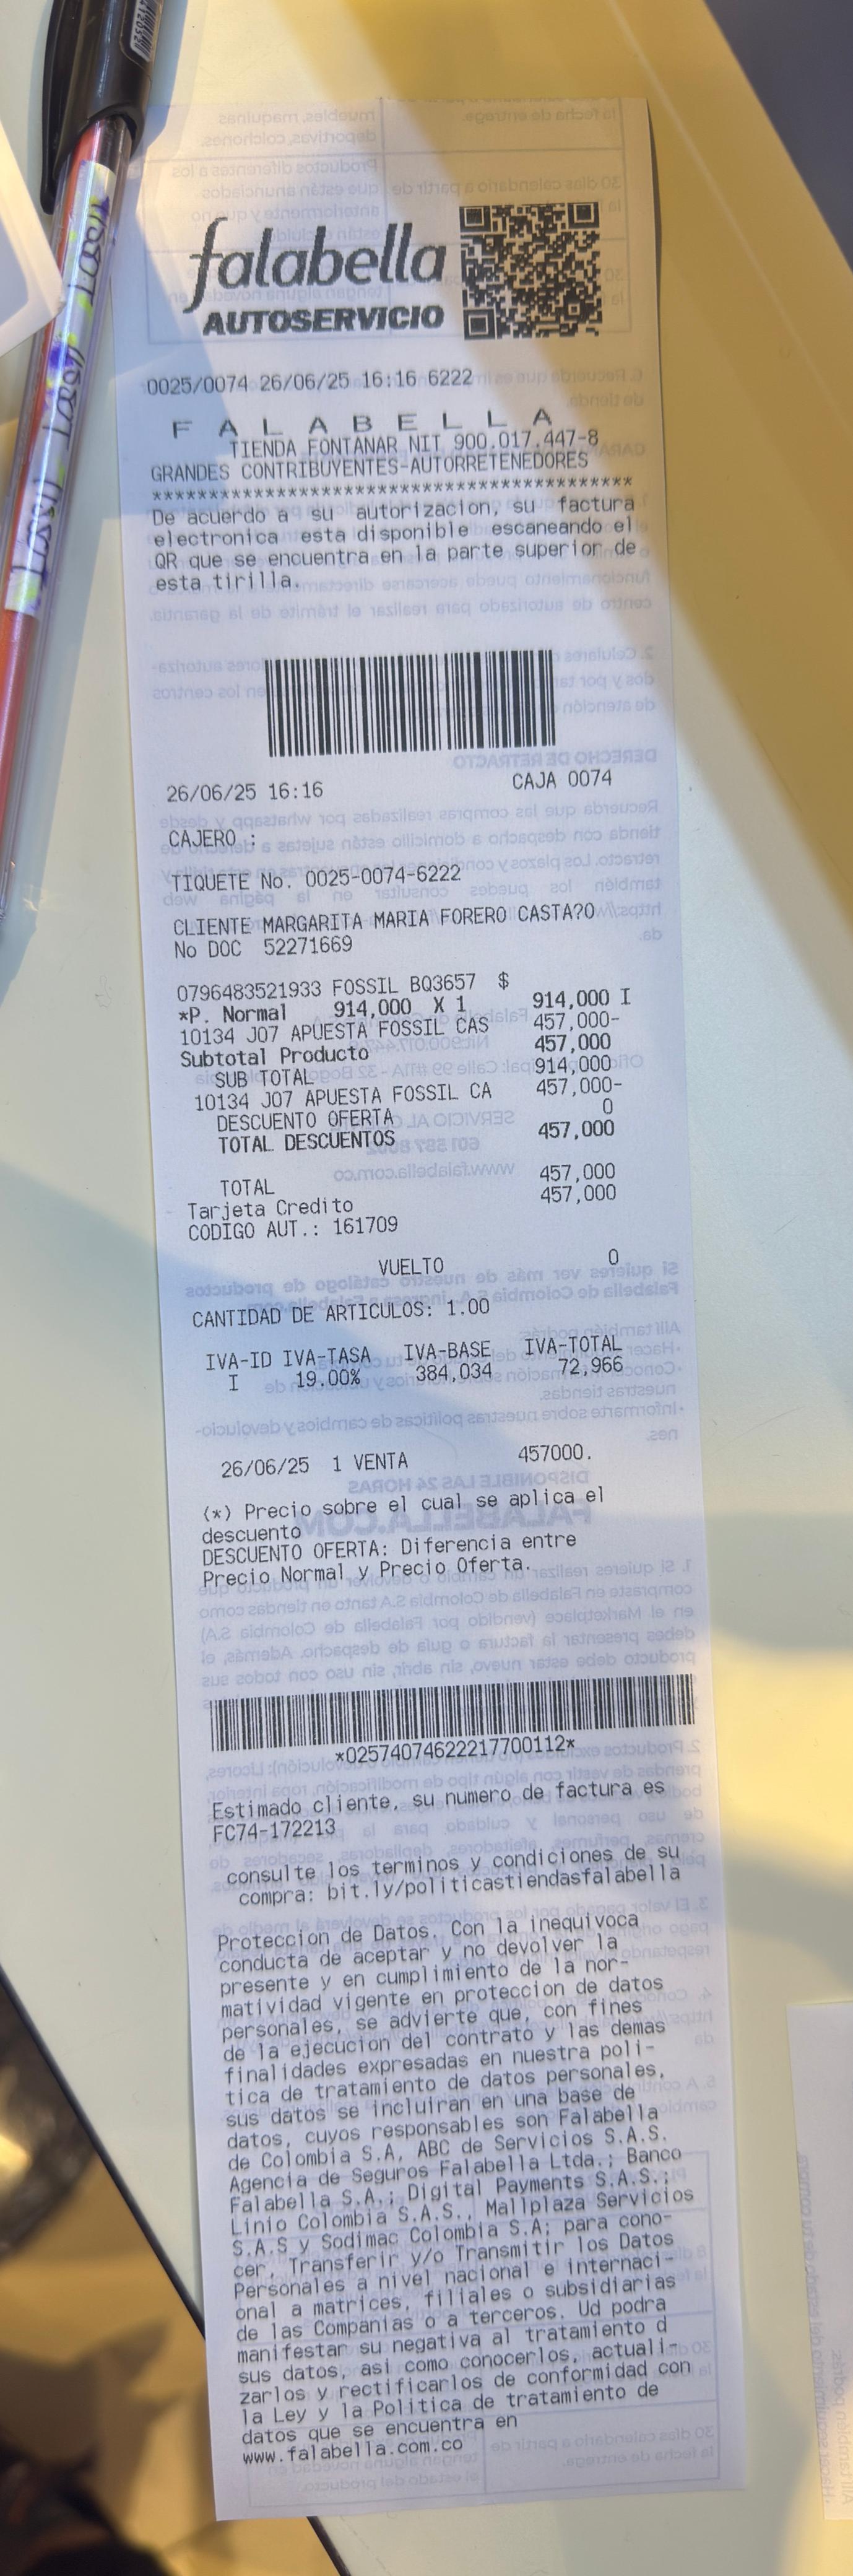 falabella
AUTOSERVICIO
0025/0074 26/06/25 16:16 6222
F A L A B E L L A
TIENDA FONTANAR NIT 900.017.447-8
GRANDES CONTRIBUYENTES-AUTORRETENEDORES
******************************************
De acuerdo a su autorizacion, su factura
electronica esta disponible escaneando el
QR que se encuentra en la parte superior de
esta tirilla.
26/06/25 16:16 CAJA 0074
CAJERO :
TIQUETE No. 0025-0074-6222
CLIENTE MARGARITA MARIA FORERO CASTA?O
No DOC 52271669
0796483521933 FOSSIL BQ3657 $
*P. Normal 914,000 X 1 914,000 I
10134 J07 APUESTA FOSSIL CAS 457,000-
Subtotal Producto 457,000
SUB TOTAL 914,000
10134 J07 APUESTA FOSSIL CA 457,000-
DESCUENTO OFERTA 0
TOTAL DESCUENTOS 457,000
TOTAL 457,000
Tarjeta Credito 457,000
CODIGO AUT.: 161709
VUELTO 0
CANTIDAD DE ARTICULOS: 1.00
IVA-ID IVA-TASA IVA-BASE IVA-TOTAL
I 19.00% 384,034 72,966
26/06/25 1 VENTA 457000.
(*) Precio sobre el cual se aplica el
descuento
DESCUENTO OFERTA: Diferencia entre
Precio Normal y Precio Oferta.
*02574074622217700112*
Estimado cliente, su numero de factura es
FC74-172213
consulte los terminos y condiciones de su
compra: bit.ly/politicastiendasfalabella
Proteccion de Datos. Con la inequivoca
conducta de aceptar y no devolver la
presente y en cumplimiento de la nor-
matividad vigente en proteccion de datos
personales, se advierte que, con fines
de la ejecucion del contrato y las demas
finalidades expresadas en nuestra poli-
tica de tratamiento de datos personales,
sus datos se incluiran en una base de
datos, cuyos responsables son Falabella
de Colombia S.A, ABC de Servicios S.A.S.
Agencia de Seguros Falabella Ltda.; Banco
Falabella S.A.; Digital Payments S.A.S.;
Linio Colombia S.A.S., Mallplaza Servicios
S.A.S y Sodimac Colombia S.A; para cono-
cer, Transferir y/o Transmitir los Datos
Personales a nivel nacional e internaci-
onal a matrices, filiales o subsidiarias
de las Companias o a terceros. Ud podra
manifestar su negativa al tratamiento d
sus datos, asi como conocerlos, actuali-
zarlos y rectificarlos de conformidad con
la Ley y la Politica de tratamiento de
datos que se encuentra en
www.falabella.com.co